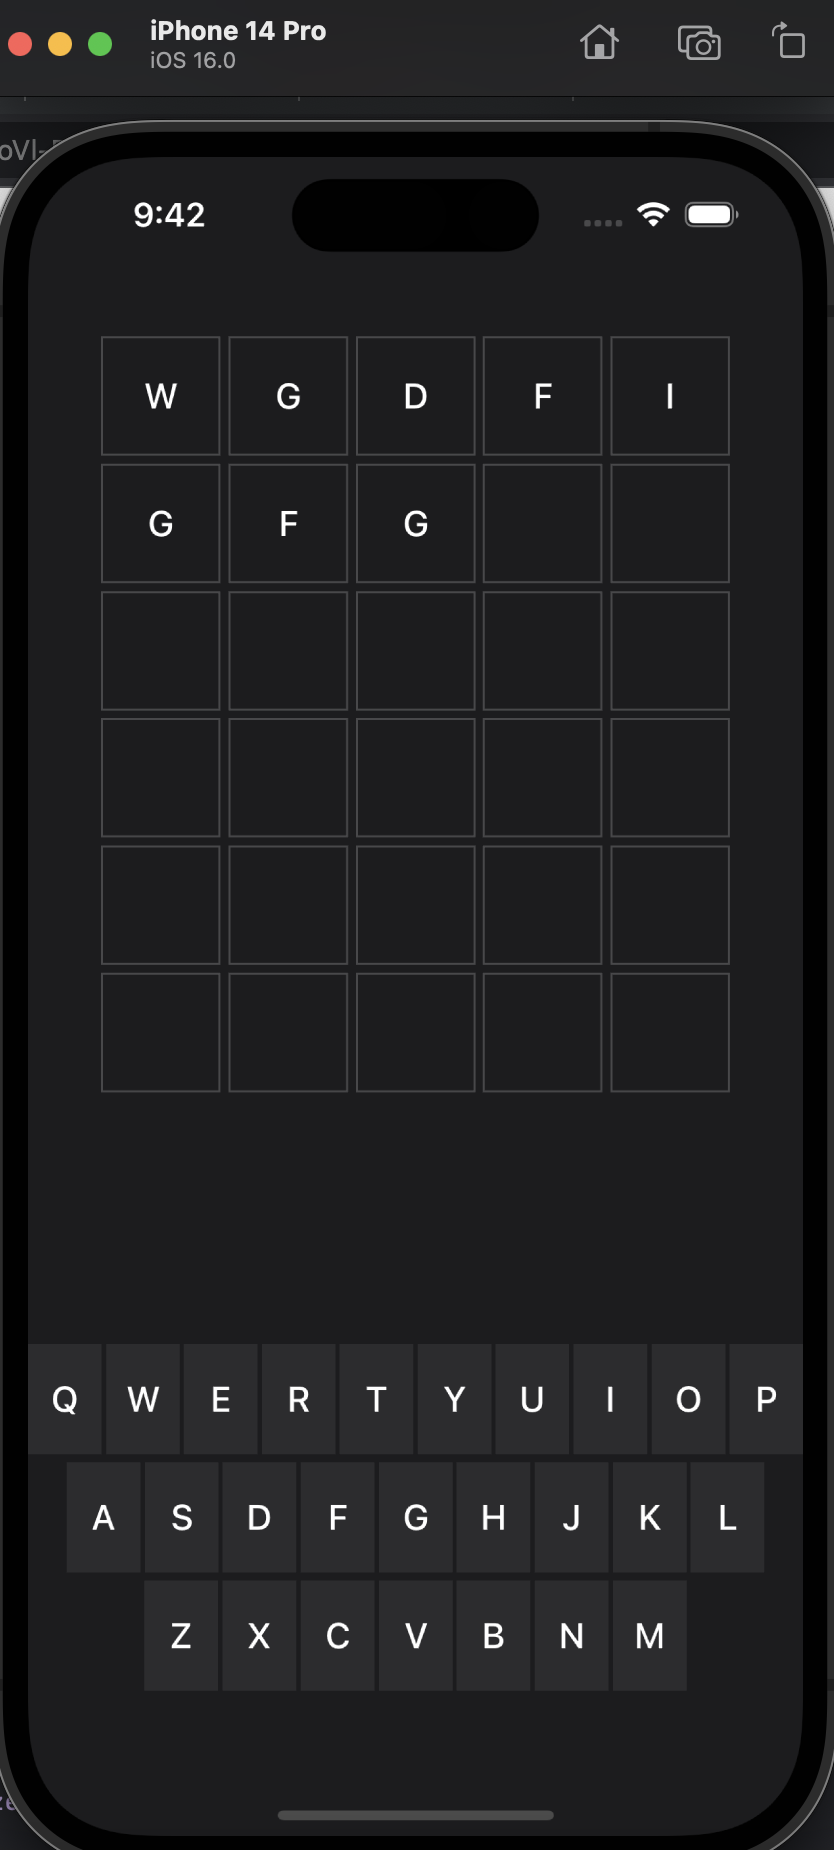 iPhone 14 Pro
iOS 16.0
9:42
W G D F I
G F G
Q W E R T Y U I O P
A S D F G H J K L
Z X C V B N M